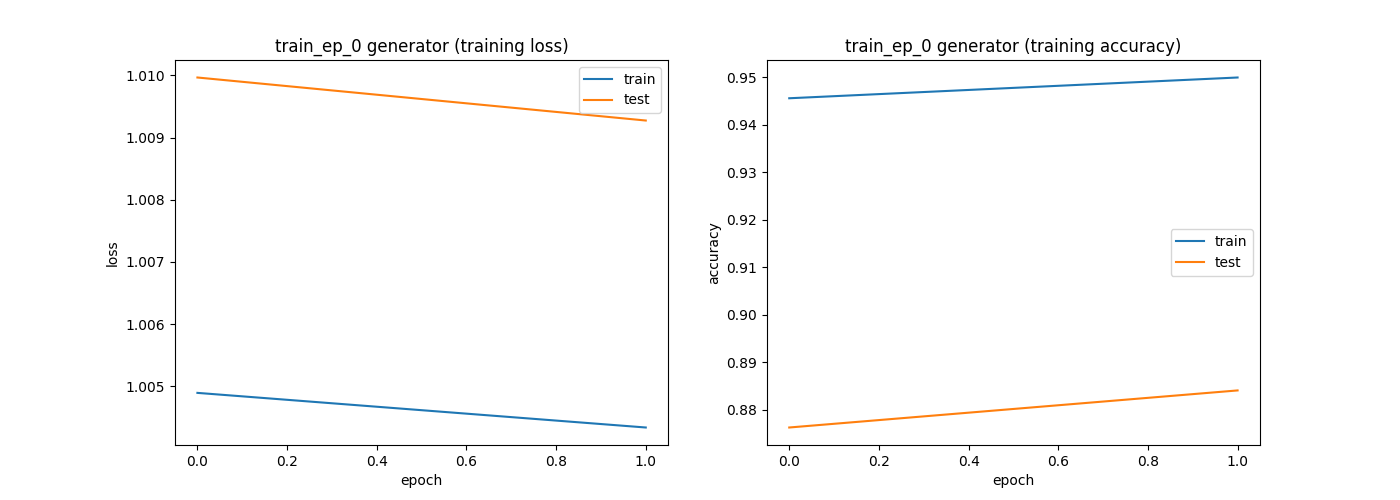 train_ep_0 generator (training loss)
1.010
1.009
1.008
1.007
1.006
1.005
loss
train
test
0.0
0.2
0.4
0.6
0.8
1.0
epoch
train_ep_0 generator (training accuracy)
0.95
0.94
0.93
0.92
0.91
0.90
0.89
0.88
accuracy
train
test
0.0
0.2
0.4
0.6
0.8
1.0
epoch